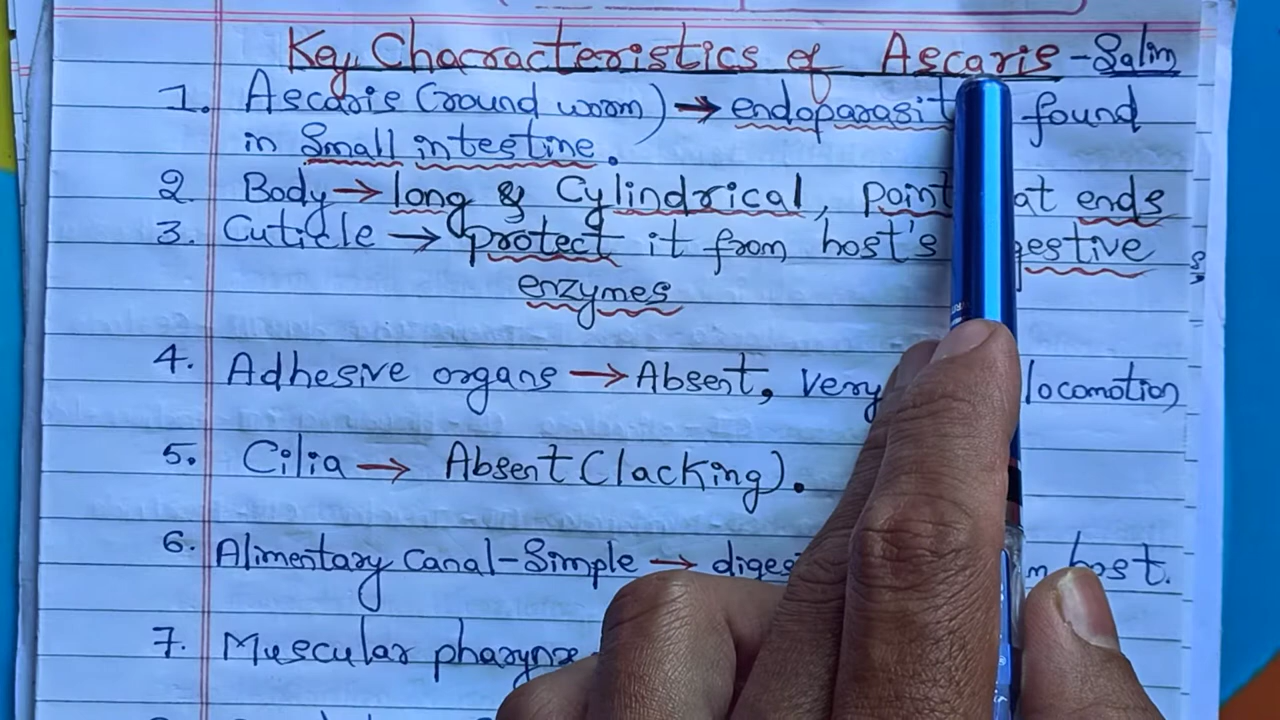 Key Characteristics of Ascaris - Salim
1. Ascaris (round worm) → endoparasit found
in Small intestine.
2. Body → long & Cylindrical, point at ends
3. Cuticle → protect it from host's gestive
enzymes
4. Adhesive organs → Absent, Very locomotion
5. Cilia → Absent (lacking).
6. Alimentary Canal - Simple → diges m host.
7. Muscular pharynx